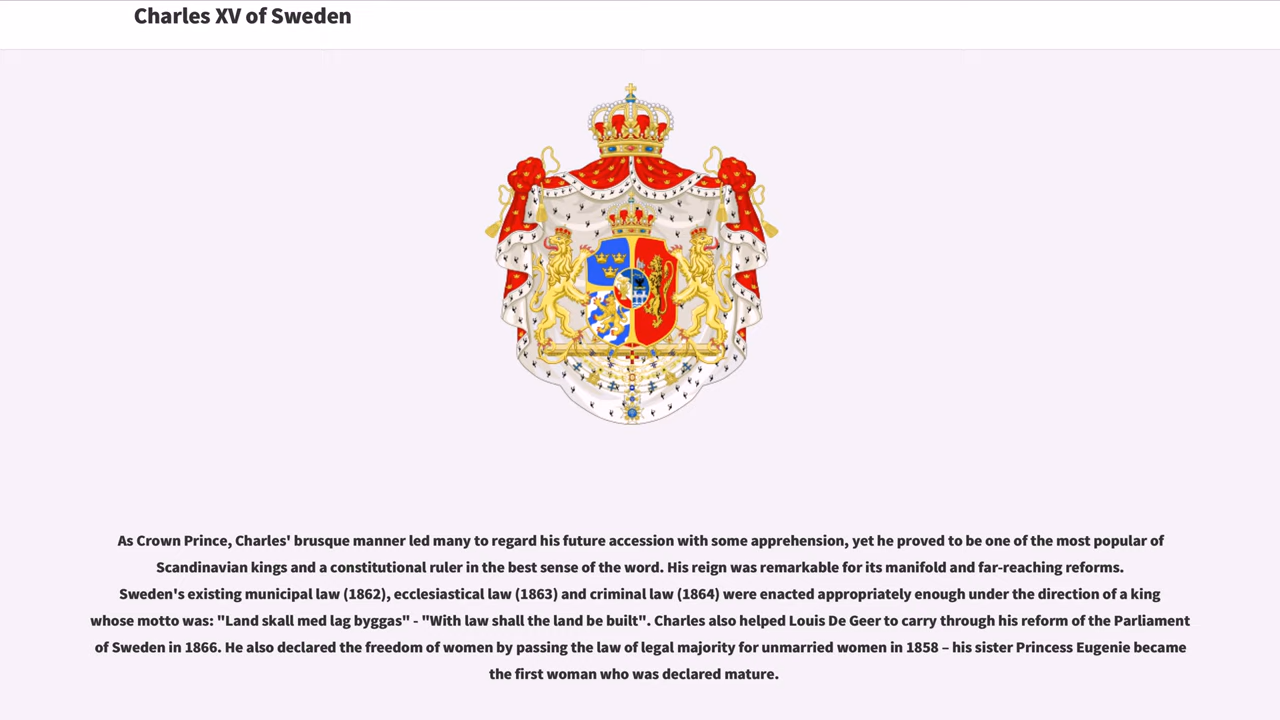 Charles XV of Sweden
As Crown Prince, Charles' brusque manner led many to regard his future accession with some apprehension, yet he proved to be one of the most popular of
Scandinavian kings and a constitutional ruler in the best sense of the word. His reign was remarkable for its manifold and far-reaching reforms.
Sweden's existing municipal law (1862), ecclesiastical law (1863) and criminal law (1864) were enacted appropriately enough under the direction of a king
whose motto was: "Land skall med lag byggas" - "With law shall the land be built". Charles also helped Louis De Geer to carry through his reform of the Parliament
of Sweden in 1866. He also declared the freedom of women by passing the law of legal majority for unmarried women in 1858 – his sister Princess Eugenie became
the first woman who was declared mature.